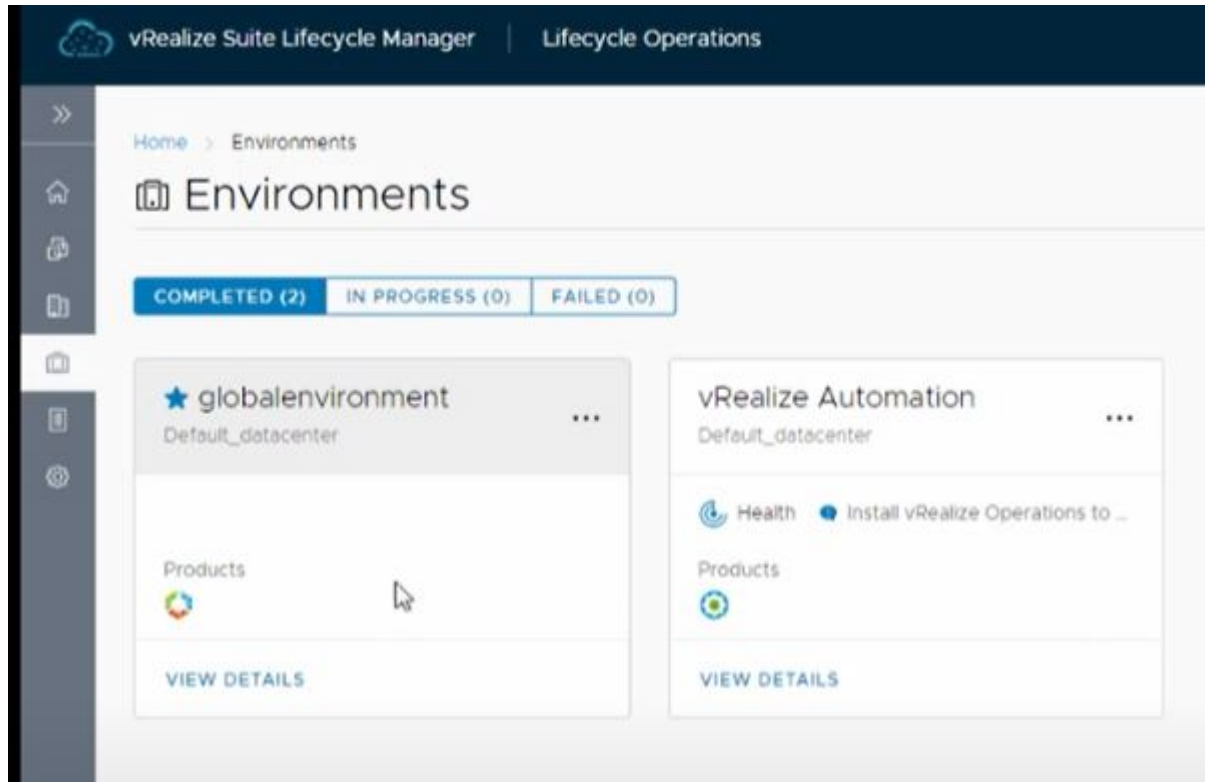 vRealize Suite Lifecycle Manager | Lifecycle Operations
Home > Environments
Environments
COMPLETED (2) IN PROGRESS (0) FAILED (0)
globalenvironment
Default_datacenter
Products
VIEW DETAILS
vRealize Automation
Default_datacenter
Health Install vRealize Operations to ...
Products
VIEW DETAILS